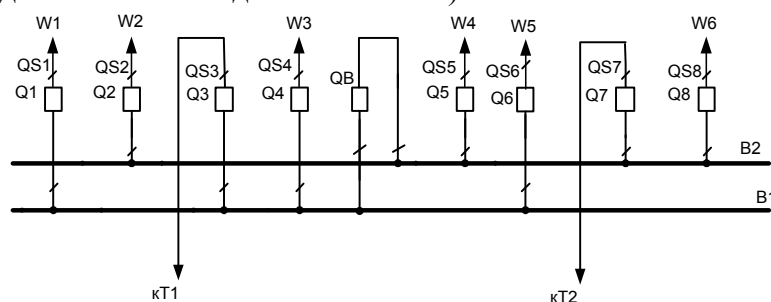 W1 W2 W3 W4 W5 W6
QS1 QS2 QS3 QS4 QB QS5 QS6 QS7 QS8
Q1 Q2 Q3 Q4 Q5 Q6 Q7 Q8
B2
B1
кТ1 кТ2